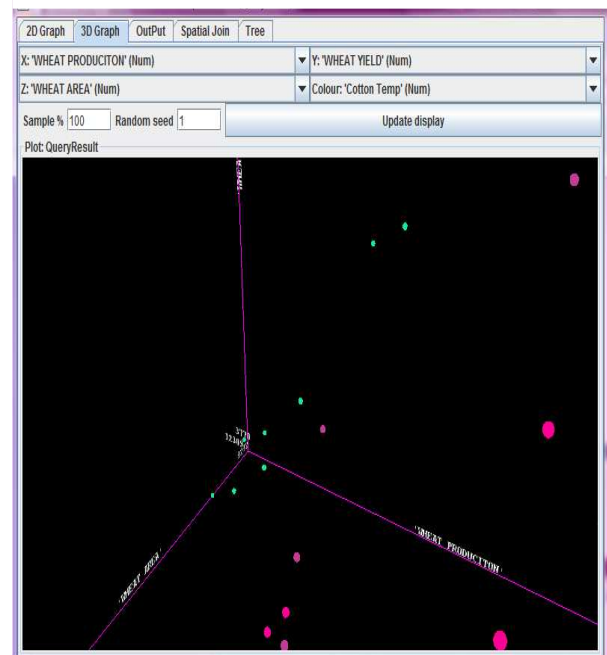 2D Graph 3D Graph OutPut Spatial Join Tree
X: 'WHEAT PRODUCITON' (Num) Y: 'WHEAT YIELD' (Num)
Z: 'WHEAT AREA' (Num) Colour: 'Cotton Temp' (Num)
Sample % 100 Random seed 1 Update display
Plot: QueryResult
'WHEAT PRODUCITON'
'WHEAT AREA'